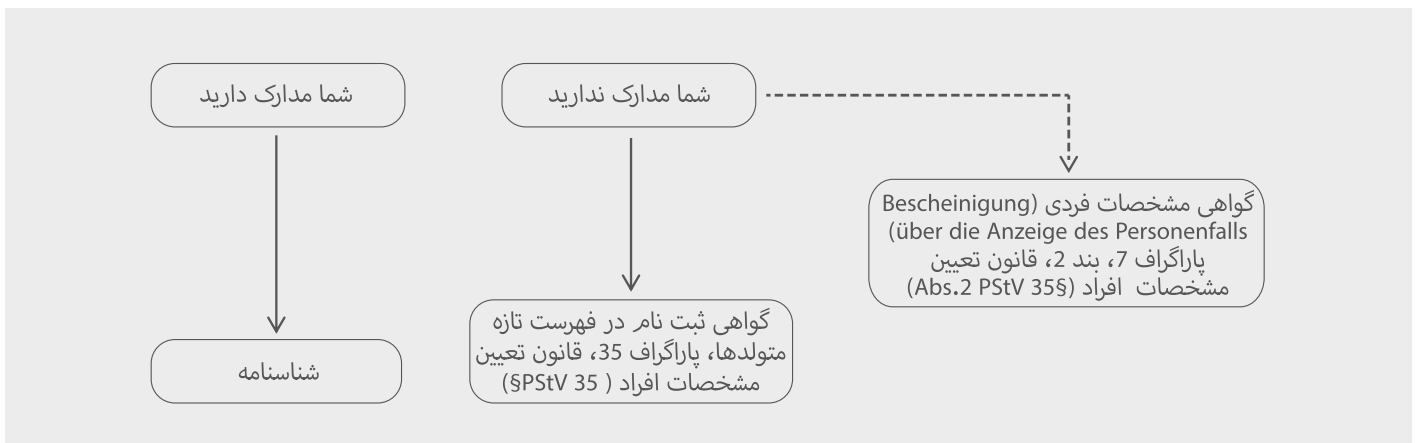 شما مدارک دارید
شناسنامه
شما مدارک ندارید
گواهی ثبت نام در فهرست تازه
متولدها، پاراگراف 35، قانون تعیین
مشخصات افراد ( PStV 35§)
گواهی مشخصات فردی (Bescheinigung
über die Anzeige des Personenfalls)
پاراگراف 7، بند 2، قانون تعیین
مشخصات افراد (§35 Abs.2 PStV)